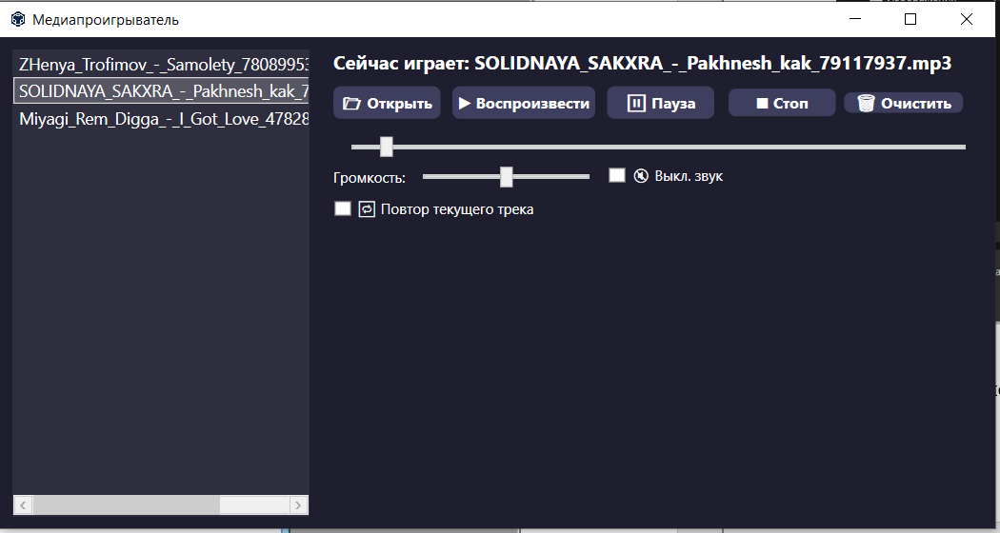 Медиапроигрыватель
ZHenya_Trofimov_-_Samolety_78089953
SOLIDNAYA_SAKXRA_-_Pakhnesh_kak_7
Miyagi_Rem_Digga_-_I_Got_Love_47828
Сейчас играет: SOLIDNAYA_SAKXRA_-_Pakhnesh_kak_79117937.mp3
Открыть Воспроизвести Пауза Стоп Очистить
Громкость: Выкл. звук
Повтор текущего трека